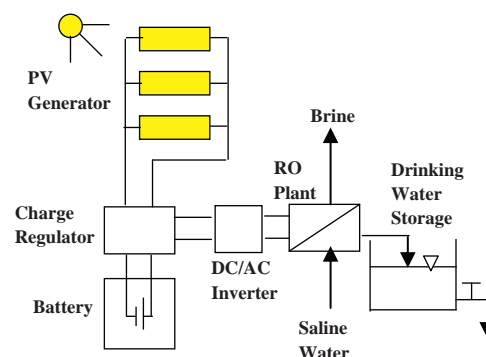 PV
Generator
Brine
RO
Plant
Drinking
Water
Storage
Charge
Regulator
DC/AC
Inverter
Battery
Saline
Water